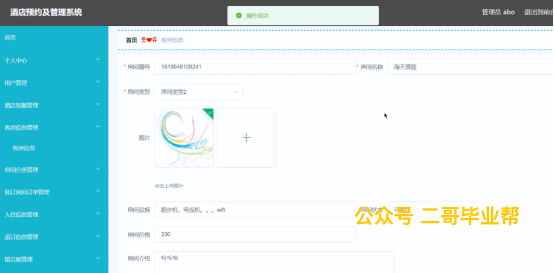 酒店预约及管理系统
操作成功
管理员 abo
退出到前台
首页
个人中心
用户管理
酒店客服管理
客房信息管理
客房信息
房间分类管理
预订房间订单管理
入住信息管理
退订信息管理
留言板管理
首页
客房信息
* 房间编号 1618648109241
* 房间名称 海天盛筵
* 房间类型 房间类型2
图片
点击上传图片
房间设施 跑步机、电视机。。。wifi
公众号 二哥毕业帮
房间价格 330
房间介绍 哈哈哈